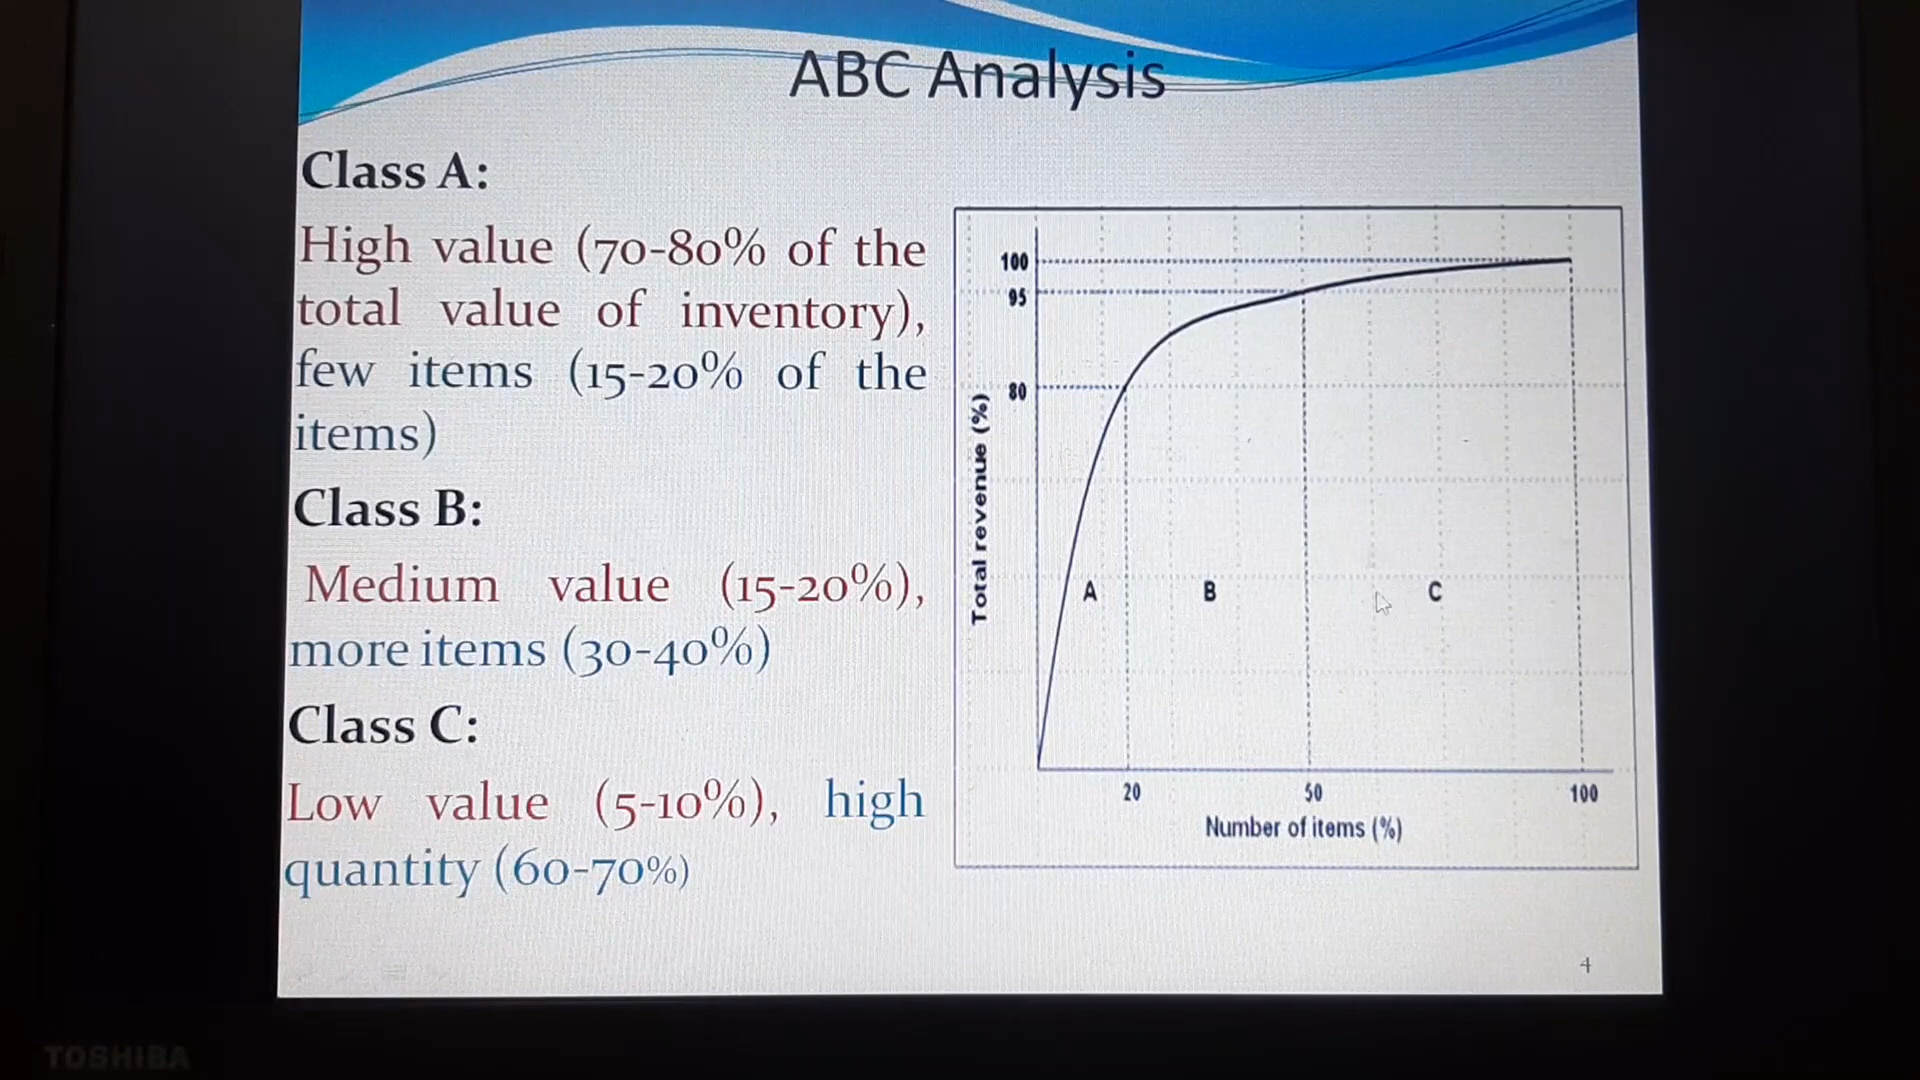 ABC Analysis
Class A:
High value (70-80% of the
total value of inventory),
few items (15-20% of the
items)
Class B:
Medium value (15-20%),
more items (30-40%)
Class C:
Low value (5-10%), high
quantity (60-70%)
100
95
80
Total revenue (%)
A B C
20 50 100
Number of items (%)
4
TOSHIBA